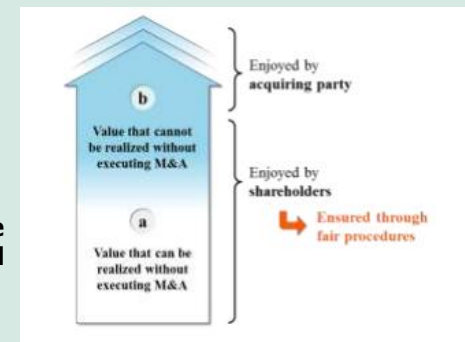 b
Value that cannot
be realized without
executing M&A
a
Value that can be
realized without
executing M&A
Enjoyed by
acquiring party
Enjoyed by
shareholders
Ensured through
fair procedures